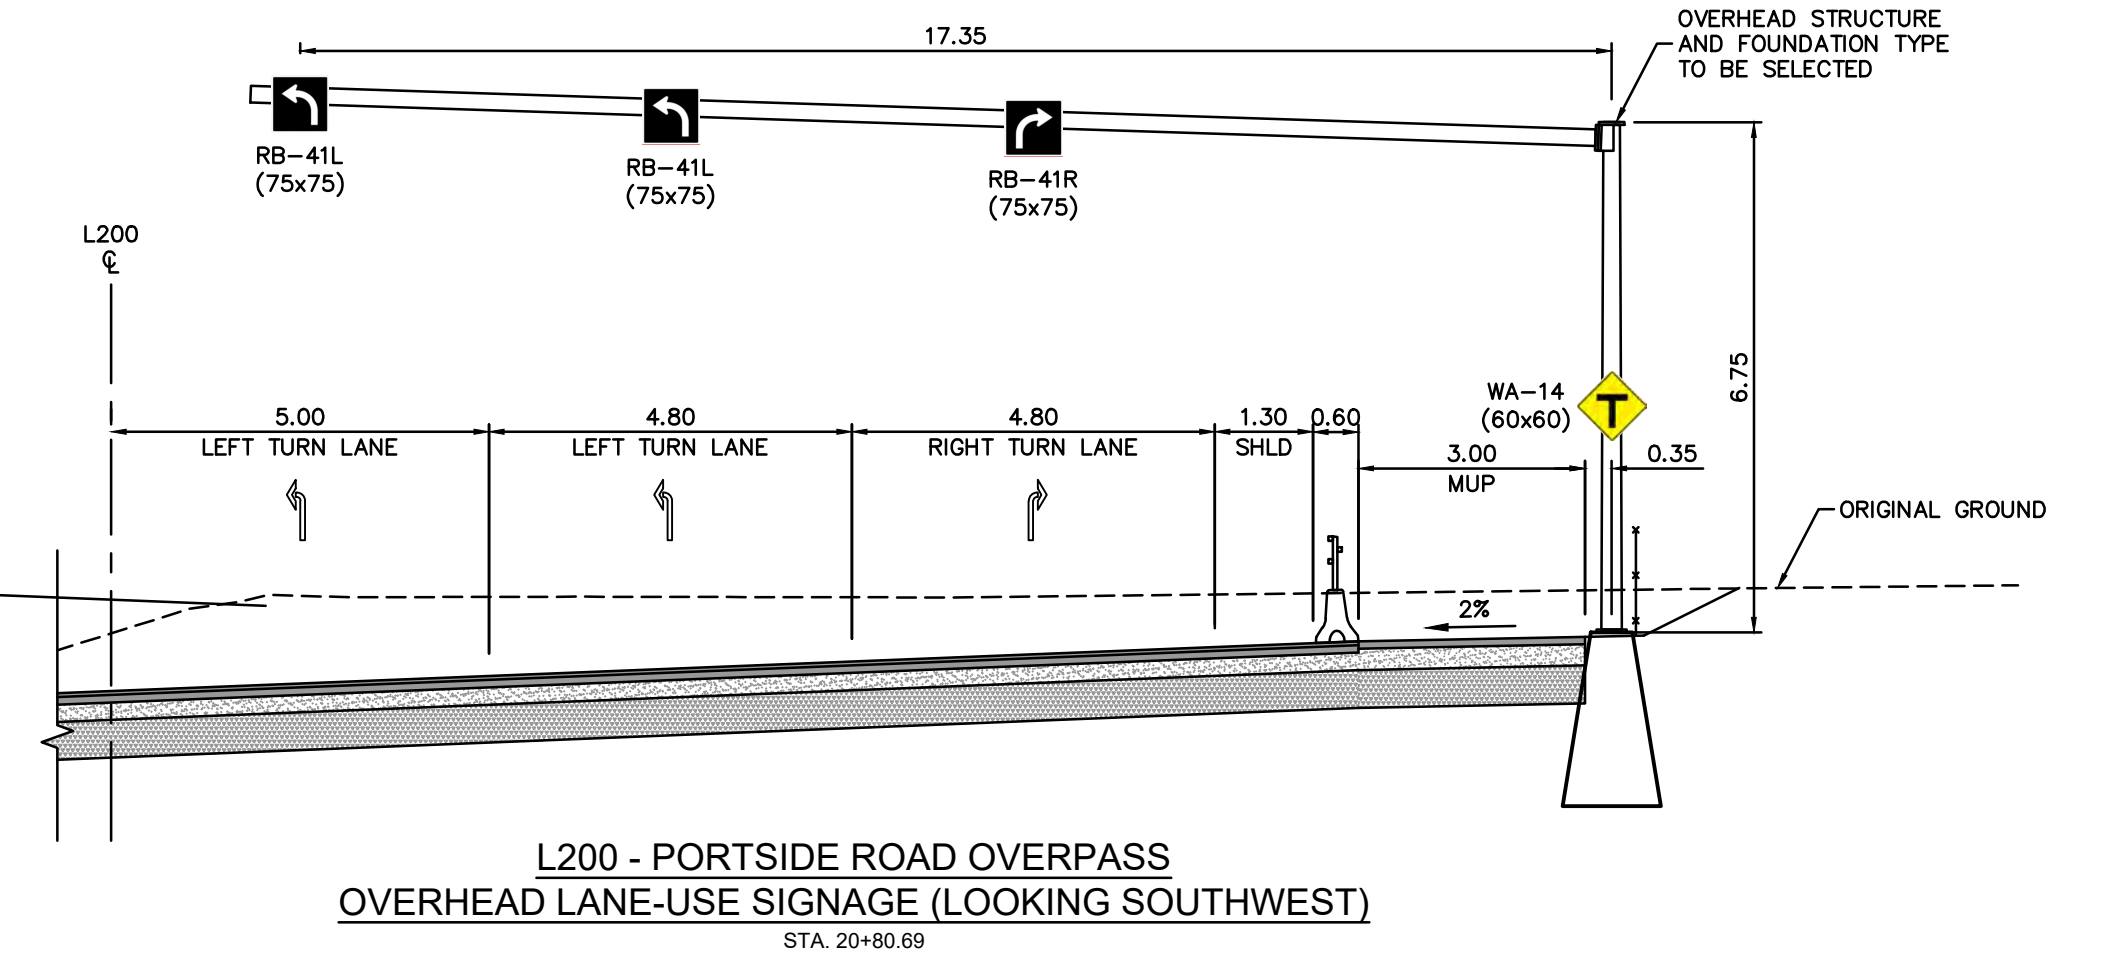 OVERHEAD STRUCTURE
AND FOUNDATION TYPE
TO BE SELECTED
17.35
RB-41L
(75x75)
RB-41L
(75x75)
RB-41R
(75x75)
L200
℄
6.75
WA-14
(60x60)
T
5.00
LEFT TURN LANE
4.80
LEFT TURN LANE
4.80
RIGHT TURN LANE
1.30
SHLD
0.60
3.00
MUP
0.35
ORIGINAL GROUND
2%
L200 - PORTSIDE ROAD OVERPASS
OVERHEAD LANE-USE SIGNAGE (LOOKING SOUTHWEST)
STA. 20+80.69